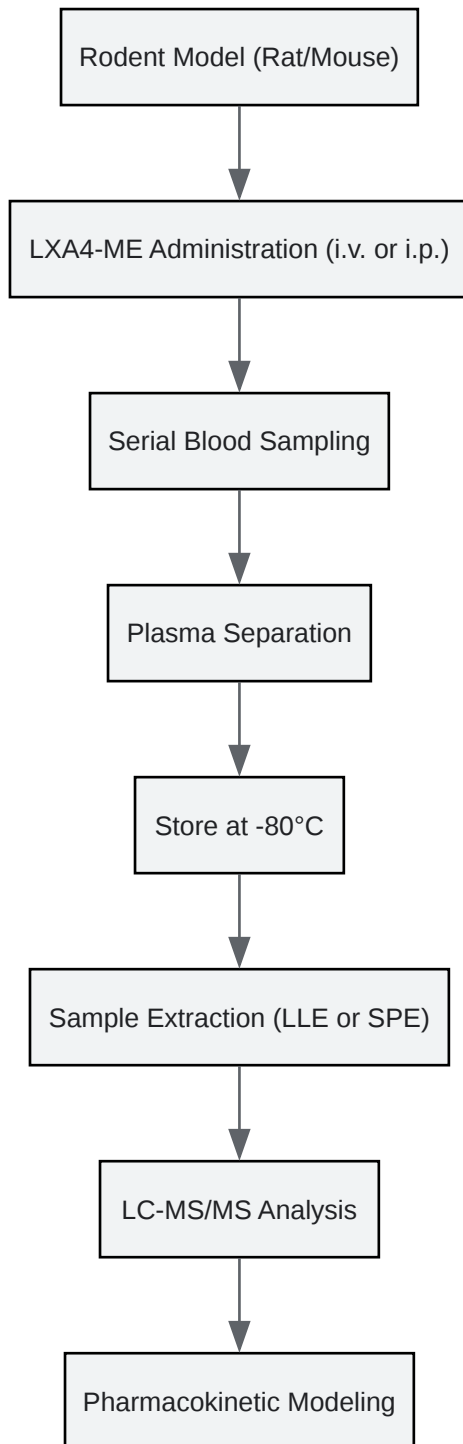 Rodent Model (Rat/Mouse)
LXA4-ME Administration (i.v. or i.p.)
Serial Blood Sampling
Plasma Separation
Store at -80°C
Sample Extraction (LLE or SPE)
LC-MS/MS Analysis
Pharmacokinetic Modeling